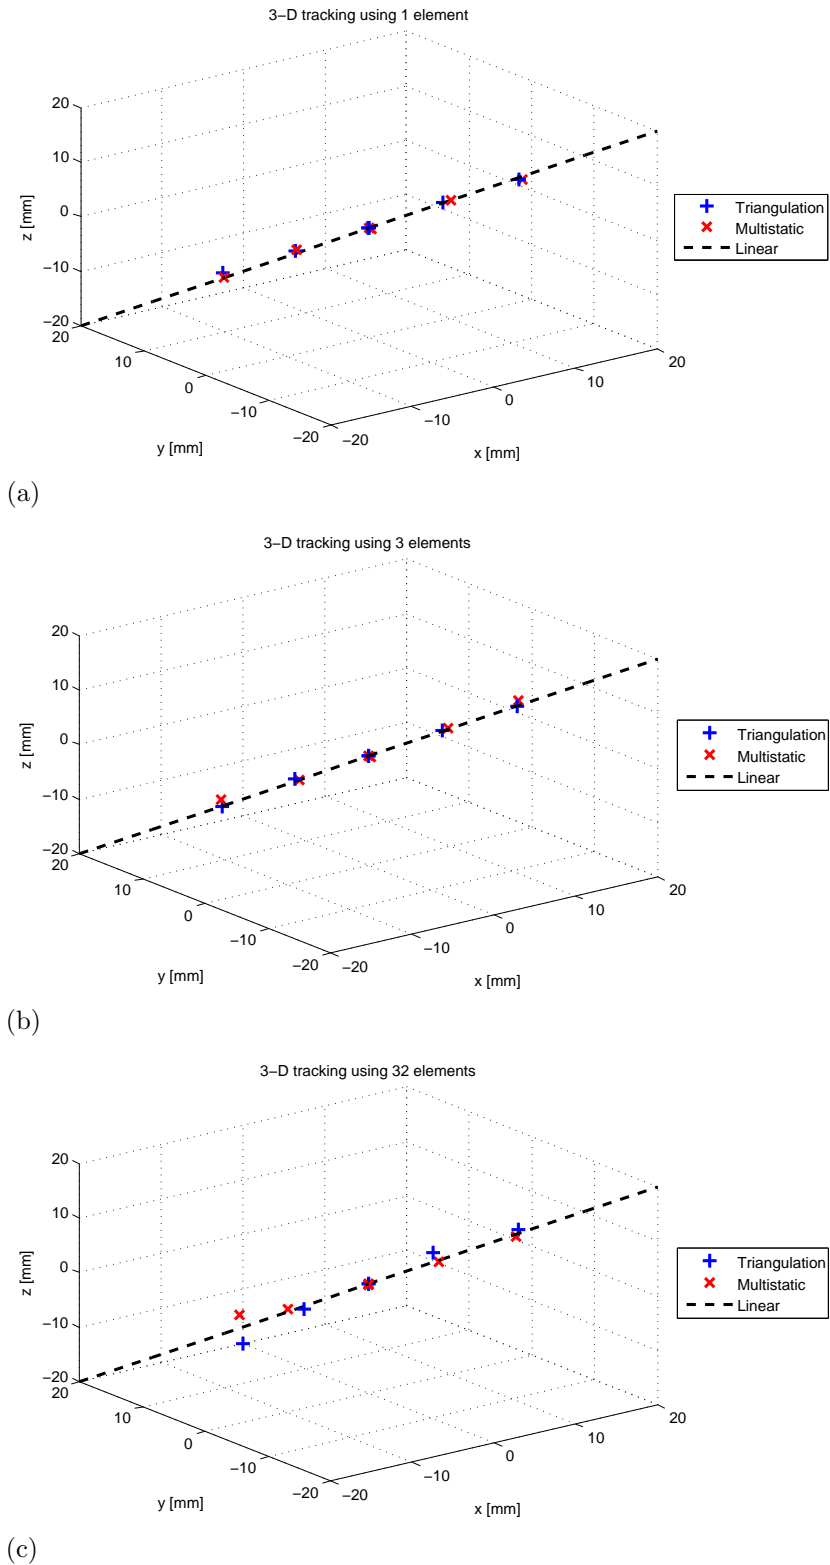 3−D tracking using 1 element
20
10
0
−10
−20
z [mm]
20
10
0
−10
−20
y [mm]
−20
−10
0
10
20
x [mm]
Triangulation
Multistatic
Linear
(a)
3−D tracking using 3 elements
20
10
0
−10
−20
z [mm]
20
10
0
−10
−20
y [mm]
−20
−10
0
10
20
x [mm]
Triangulation
Multistatic
Linear
(b)
3−D tracking using 32 elements
20
10
0
−10
−20
z [mm]
20
10
0
−10
−20
y [mm]
−20
−10
0
10
20
x [mm]
Triangulation
Multistatic
Linear
(c)